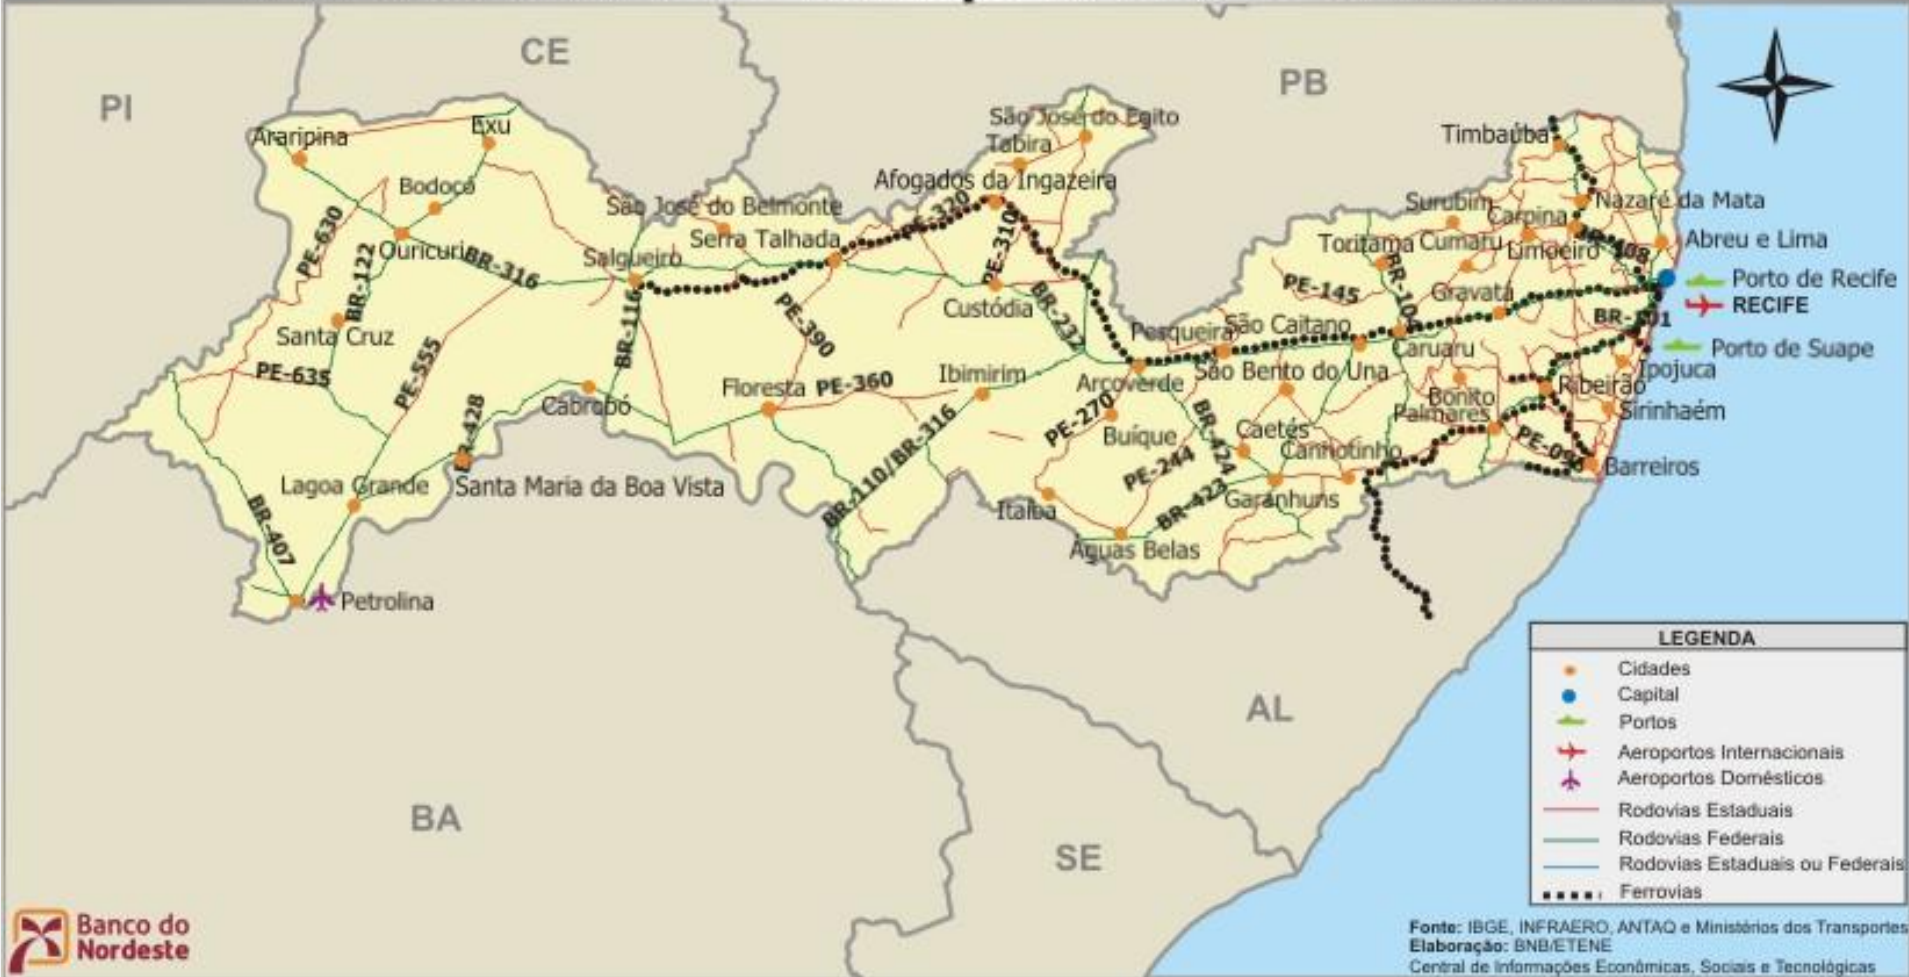 CE
PI
PB
São José do Egito
Araripina
Exu
Timbaúba
Tabira
Bodocó
Afogados da Ingazeira
São José do Belmonte
PE-320
Surubim
Nazaré da Mata
Carpina
PE-630
Ouricuri
BR-122
BR-316
Salgueiro
Serra Talhada
PE-310
Toritama
Cumaru
Limoeiro
BR-408
Abreu e Lima
Porto de Recife
RECIFE
PE-145
BR-104
Gravatá
BR-101
Custódia
BR-232
Santa Cruz
BR-116
PE-390
Pesqueira
São Caitano
Caruaru
Porto de Suape
Ipojuca
PE-635
PE-555
Cabrobó
Floresta
PE-360
Ibimirim
Arcoverde
São Bento do Una
Bonito
Ribeirão
Palmares
Sirinhaém
PE-270
Buíque
BR-424
Caetés
Canhotinho
Barreiros
Lagoa Grande
Santa Maria da Boa Vista
BR-110/BR-316
PE-244
BR-423
Garanhuns
BR-407
Itaíba
Águas Belas
Petrolina
AL
BA
SE
LEGENDA
Cidades
Capital
Portos
Aeroportos Internacionais
Aeroportos Domésticos
Rodovias Estaduais
Rodovias Federais
Rodovias Estaduais ou Federais
Ferrovias
Banco do
Nordeste
Fonte: IBGE, INFRAERO, ANTAQ e Ministérios dos Transportes
Elaboração: BNB/ETENE
Central de Informações Econômicas, Sociais e Tecnológicas